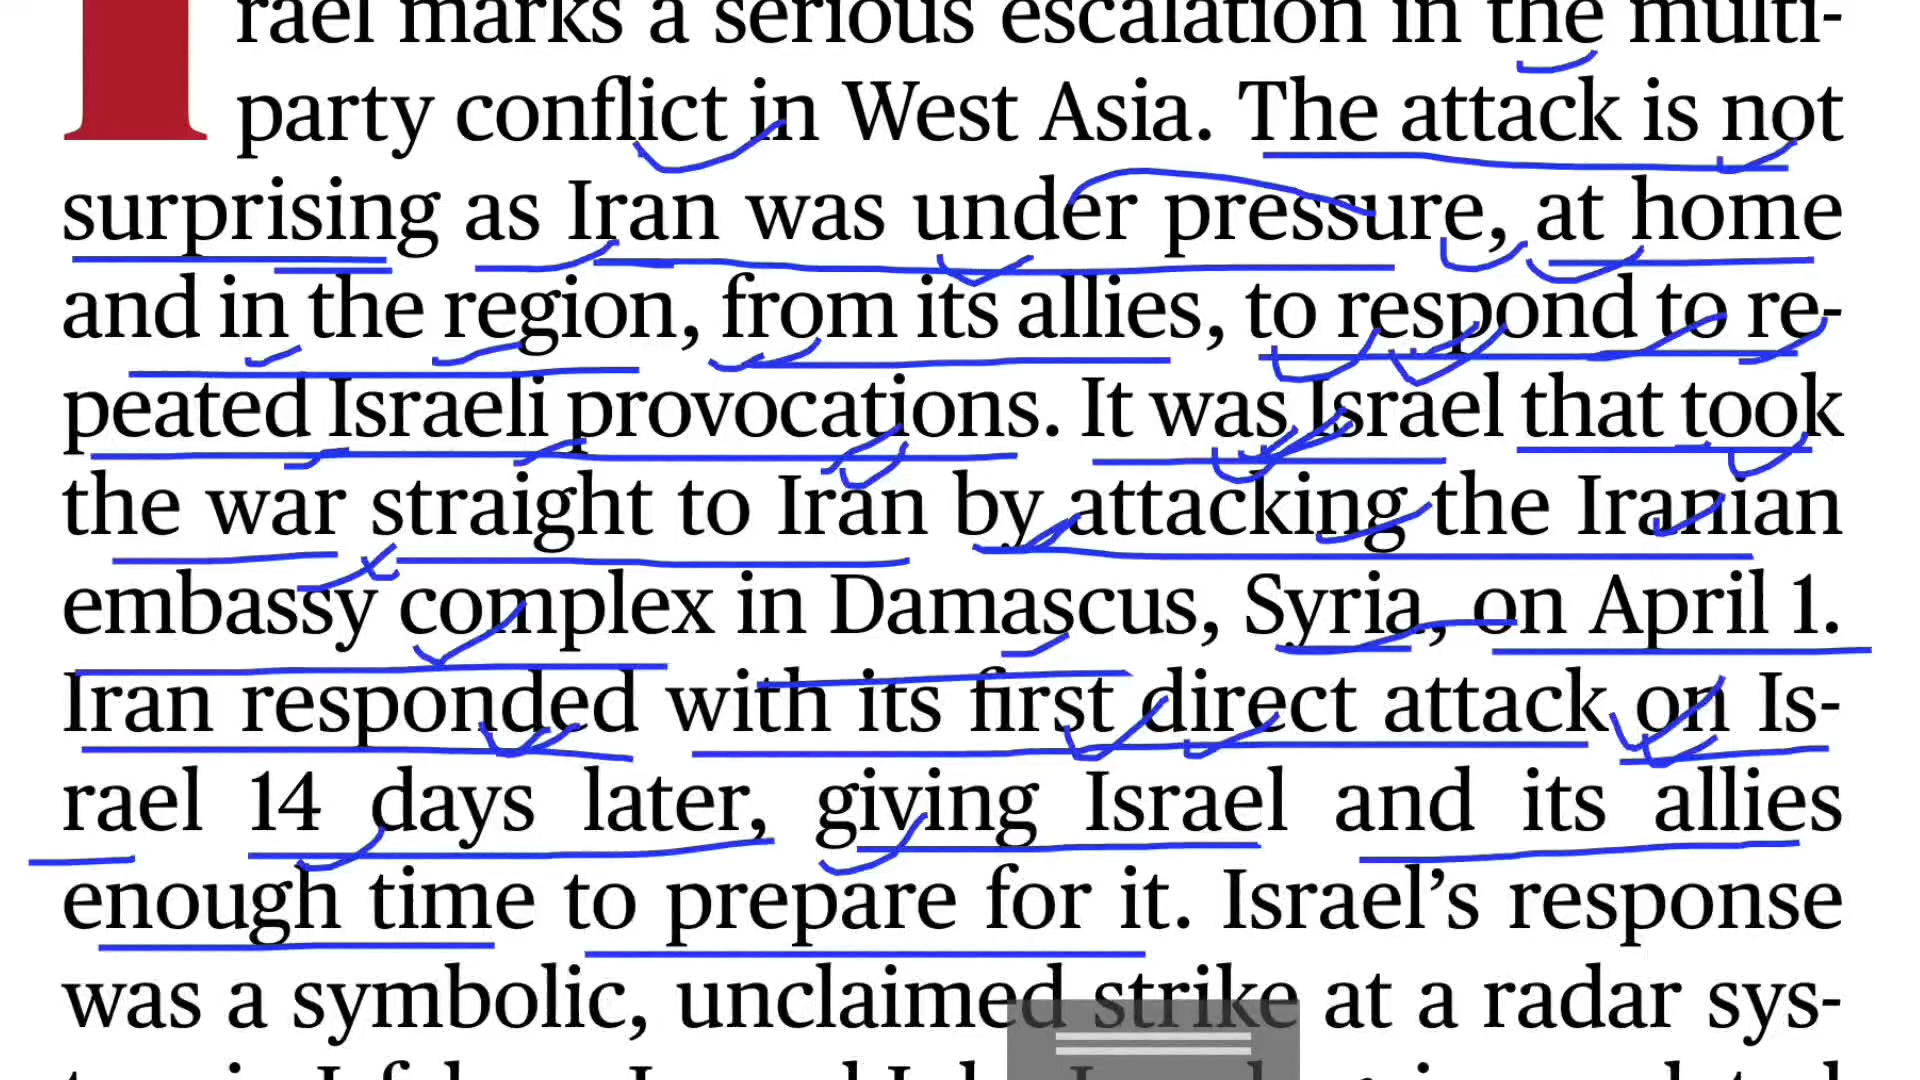 rael marks a serious escalation in the multi-
party conflict in West Asia. The attack is not
surprising as Iran was under pressure, at home
and in the region, from its allies, to respond to re-
peated Israeli provocations. It was Israel that took
the war straight to Iran by attacking the Iranian
embassy complex in Damascus, Syria, on April 1.
Iran responded with its first direct attack on Is-
rael 14 days later, giving Israel and its allies
enough time to prepare for it. Israel’s response
was a symbolic, unclaimed strike at a radar sys-